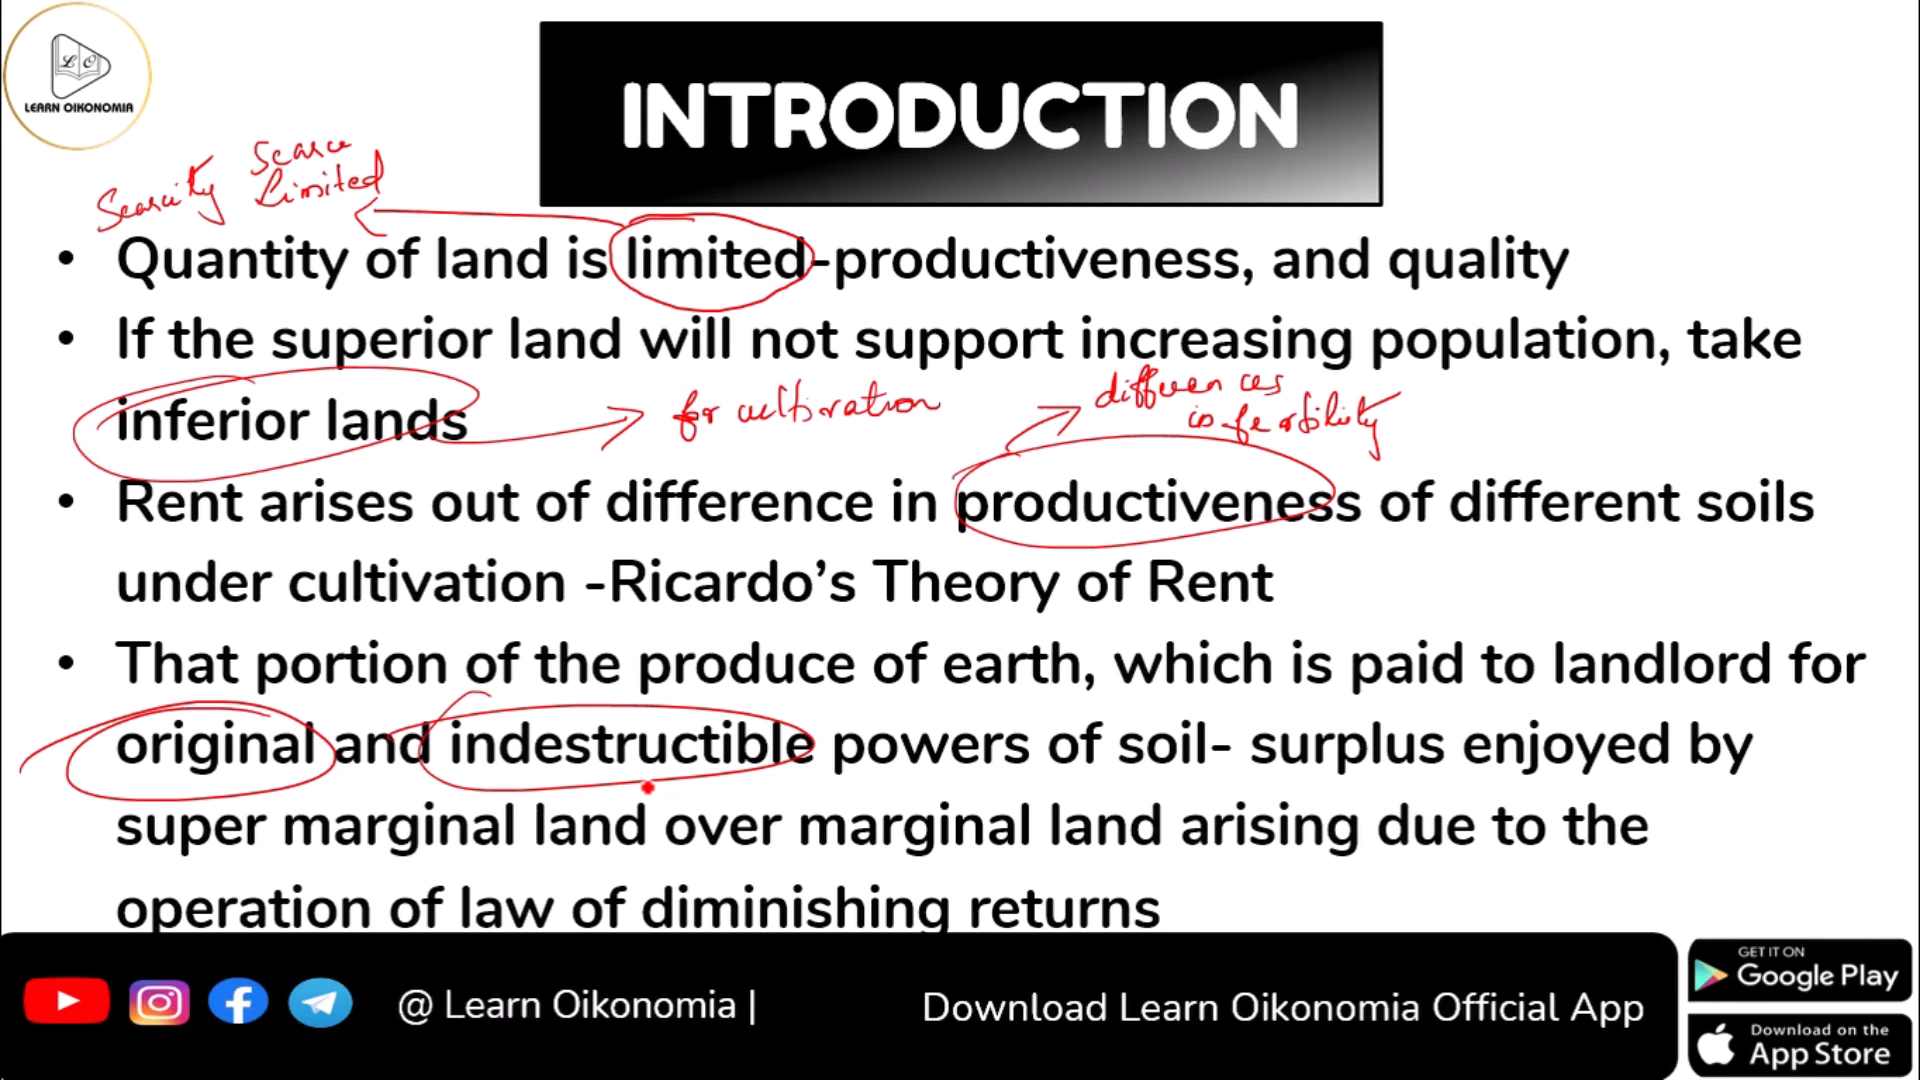 LO
LEARN OIKONOMIA
INTRODUCTION
Scarcity
Scarce
Limited
• Quantity of land is limited-productiveness, and quality
• If the superior land will not support increasing population, take
inferior lands
for cultivation
differences
in fertility
• Rent arises out of difference in productiveness of different soils
under cultivation -Ricardo’s Theory of Rent
• That portion of the produce of earth, which is paid to landlord for
original and indestructible powers of soil- surplus enjoyed by
super marginal land over marginal land arising due to the
operation of law of diminishing returns
@ Learn Oikonomia |
Download Learn Oikonomia Official App
GET IT ON
Google Play
Download on the
App Store